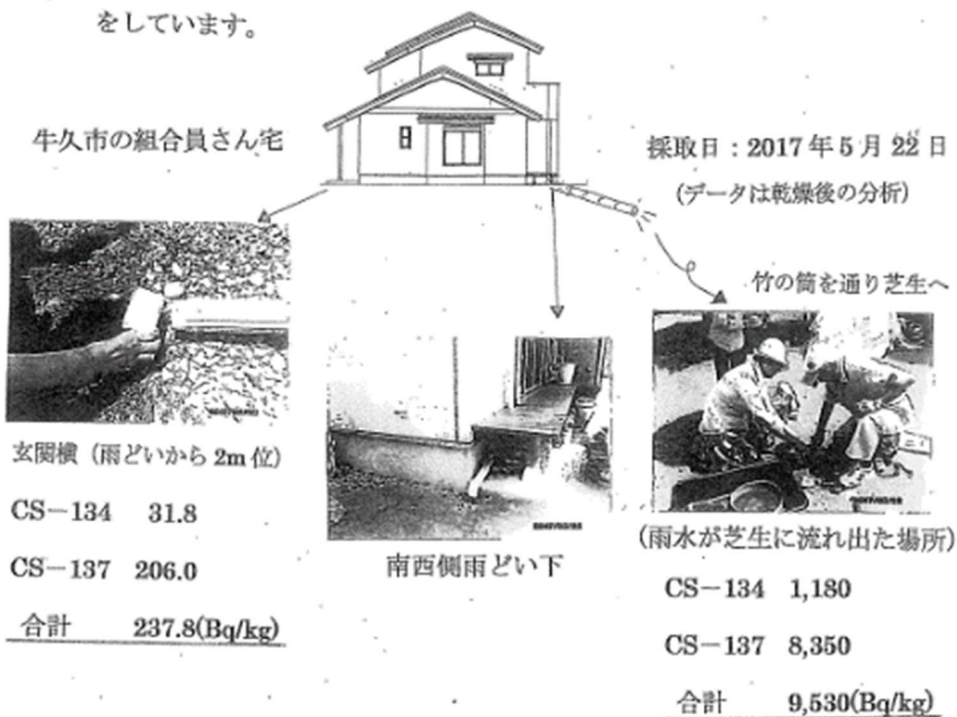 をしています。
牛久市の組合員さん宅
採取日：2017年5月22日
(データは乾燥後の分析)
竹の筒を通り芝生へ
玄関横（雨どいから2m位）
CS－134 31.8
CS－137 206.0
合計 237.8(Bq/kg)
南西側雨どい下
(雨水が芝生に流れ出た場所)
CS－134 1,180
CS－137 8,350
合計 9,530(Bq/kg)